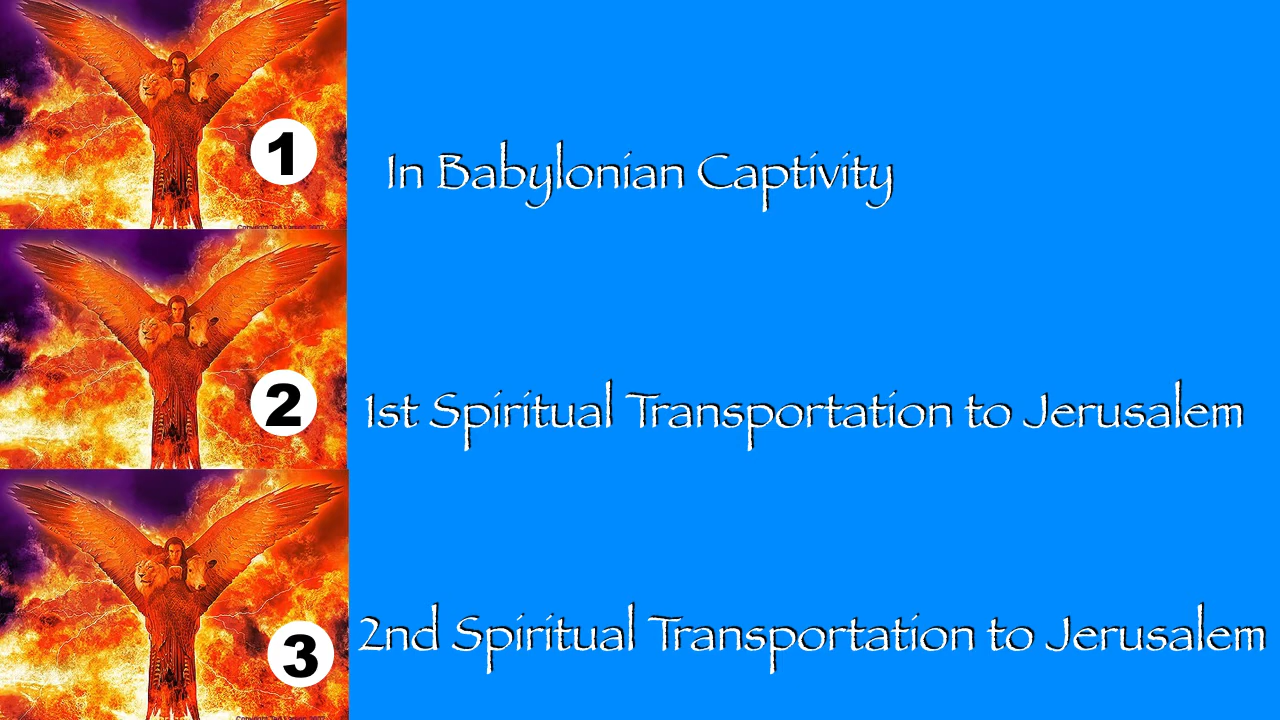 1
In Babylonian Captivity
2
1st Spiritual Transportation to Jerusalem
3
2nd Spiritual Transportation to Jerusalem